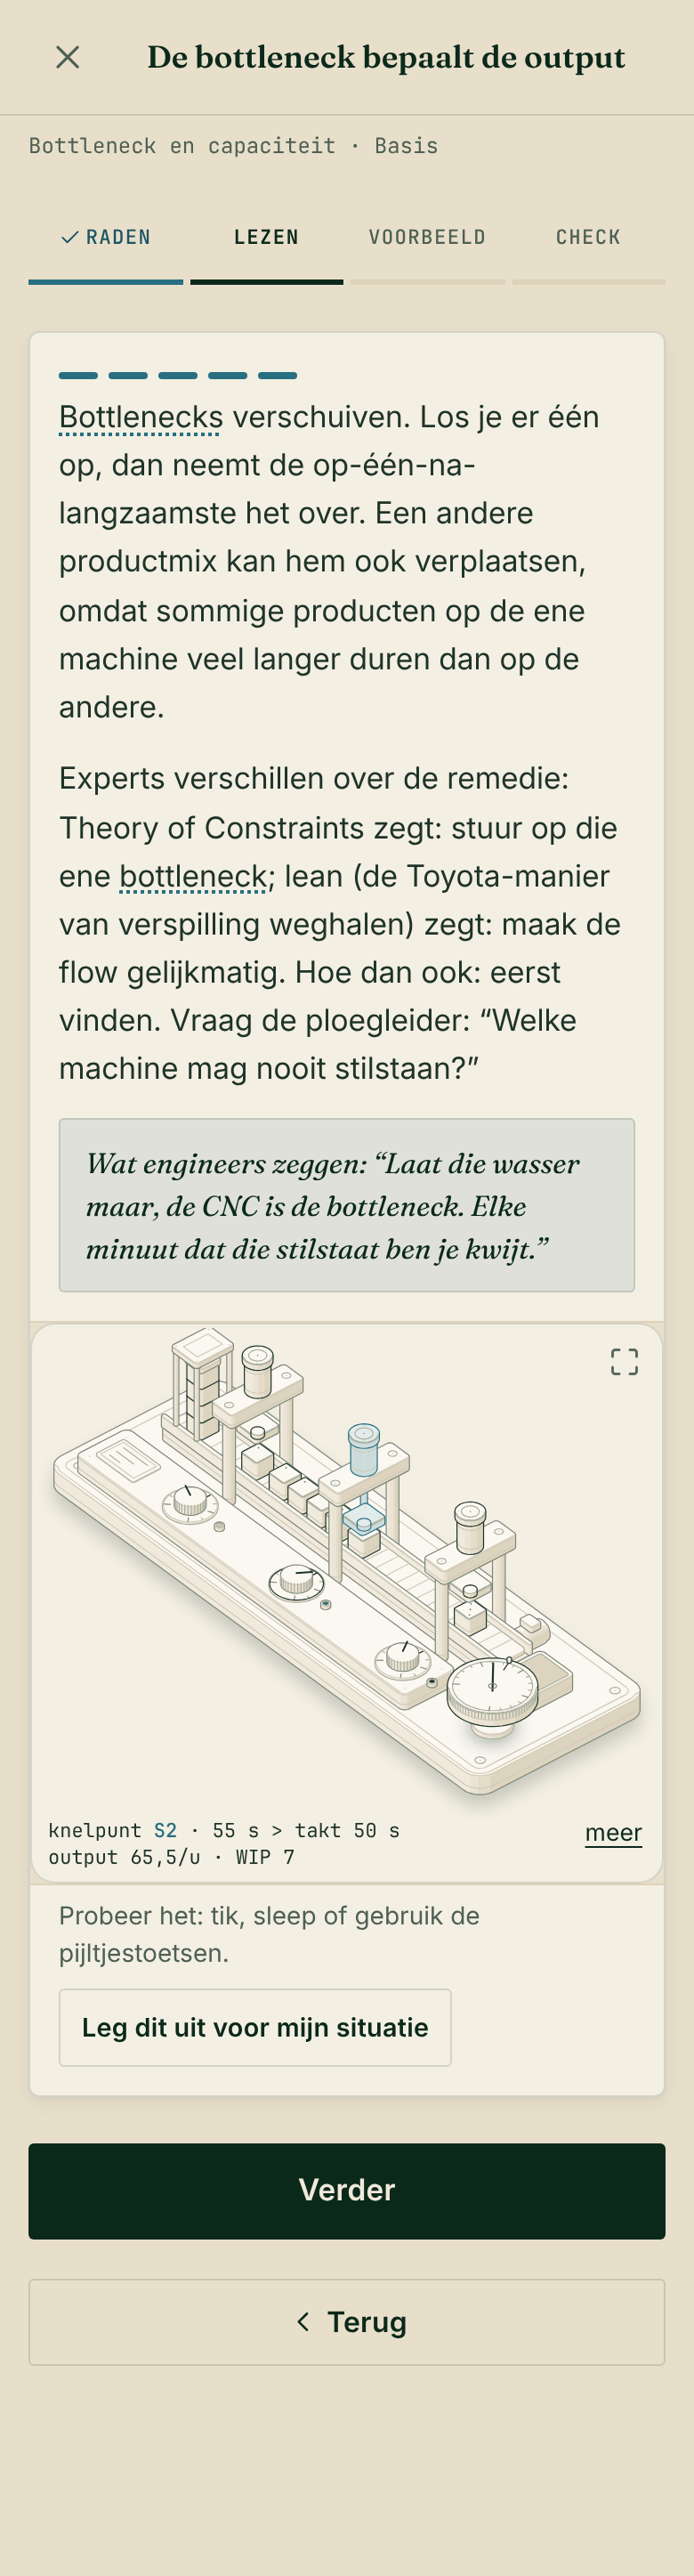 De bottleneck bepaalt de output
Bottleneck en capaciteit · Basis
RADEN
LEZEN
VOORBEELD
CHECK
Bottlenecks verschuiven. Los je er één
op, dan neemt de op-één-na-
langzaamste het over. Een andere
productmix kan hem ook verplaatsen,
omdat sommige producten op de ene
machine veel langer duren dan op de
andere.
Experts verschillen over de remedie:
Theory of Constraints zegt: stuur op die
ene bottleneck; lean (de Toyota-manier
van verspilling weghalen) zegt: maak de
flow gelijkmatig. Hoe dan ook: eerst
vinden. Vraag de ploegleider: “Welke
machine mag nooit stilstaan?”
Wat engineers zeggen: “Laat die wasser
maar, de CNC is de bottleneck. Elke
minuut dat die stilstaat ben je kwijt.”
knelpunt S2 · 55 s > takt 50 s
output 65,5/u · WIP 7
meer
Probeer het: tik, sleep of gebruik de
pijltjestoetsen.
Leg dit uit voor mijn situatie
Verder
Terug